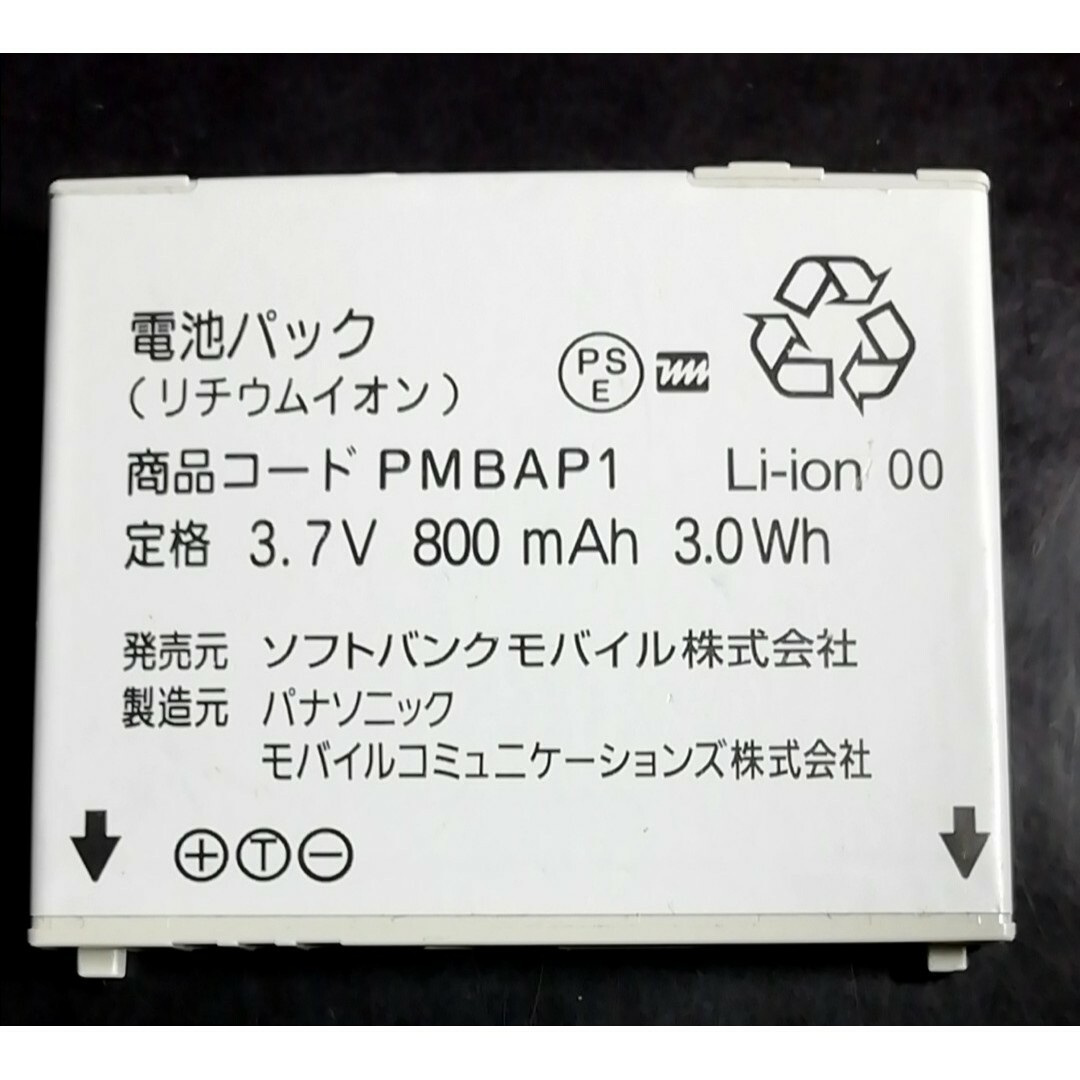 電池パック
(リチウムイオン)
PS
E
商品コード PMBAP1 Li-ion 00
定格 3.7V 800 mAh 3.0Wh
発売元 ソフトバンクモバイル株式会社
製造元 パナソニック
モバイルコミュニケーションズ株式会社
⊕ Ⓣ ⊖